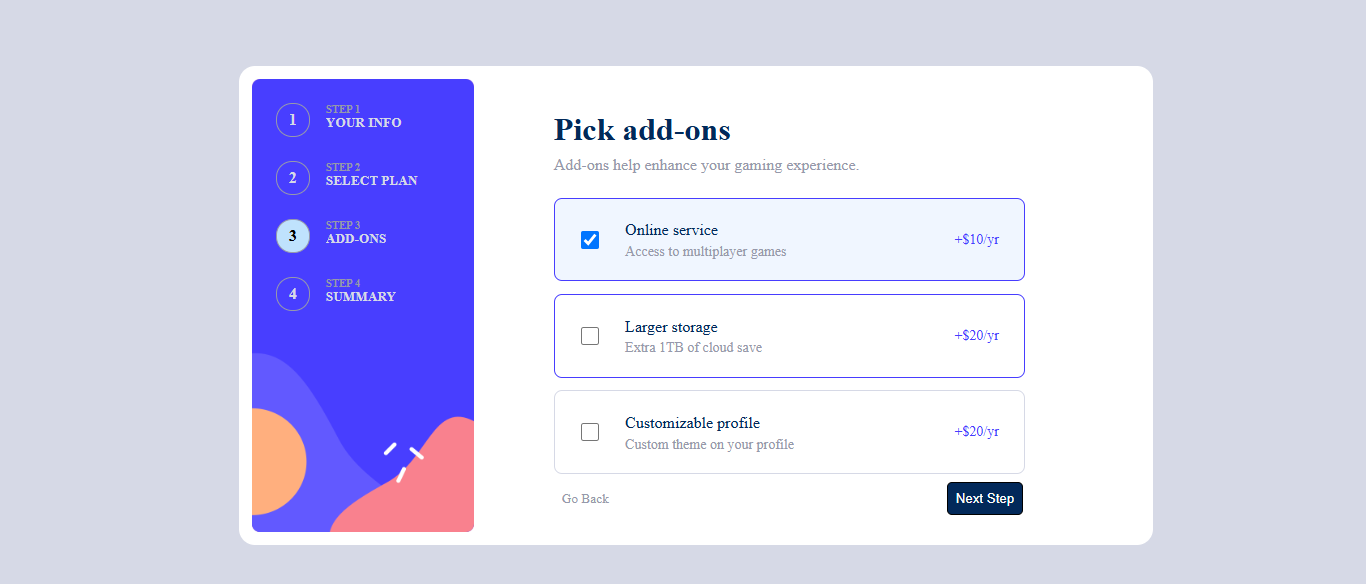 1
STEP 1
YOUR INFO
2
STEP 2
SELECT PLAN
3
STEP 3
ADD-ONS
4
STEP 4
SUMMARY
Pick add-ons
Add-ons help enhance your gaming experience.
Online service
Access to multiplayer games
+$10/yr
Larger storage
Extra 1TB of cloud save
+$20/yr
Customizable profile
Custom theme on your profile
+$20/yr
Go Back
Next Step